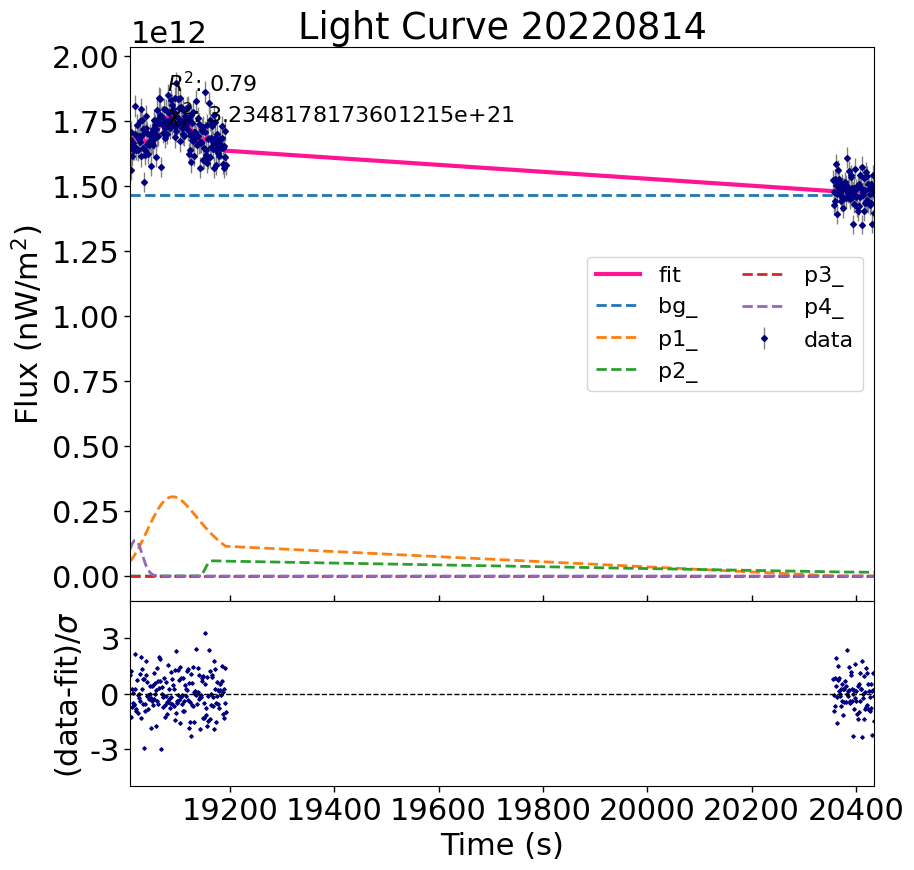 Light Curve 20220814
1e12
R²: 0.79
3.2348178173601215e+21
2.00
1.75
1.50
1.25
1.00
0.75
0.50
0.25
0.00
Flux (nW/m²)
fit
bg_
p1_
p2_
p3_
p4_
data
3
0
-3
(data-fit)/σ
19200 19400 19600 19800 20000 20200 20400
Time (s)